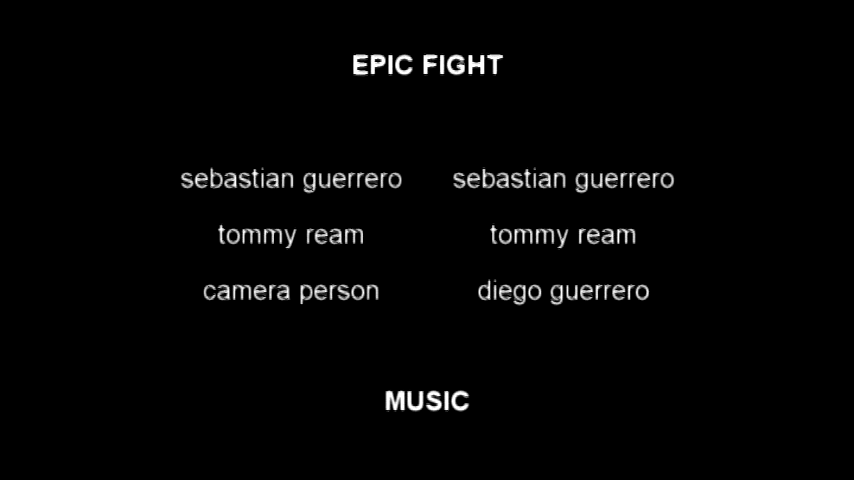 EPIC FIGHT
sebastian guerrero sebastian guerrero
tommy ream tommy ream
camera person diego guerrero
MUSIC